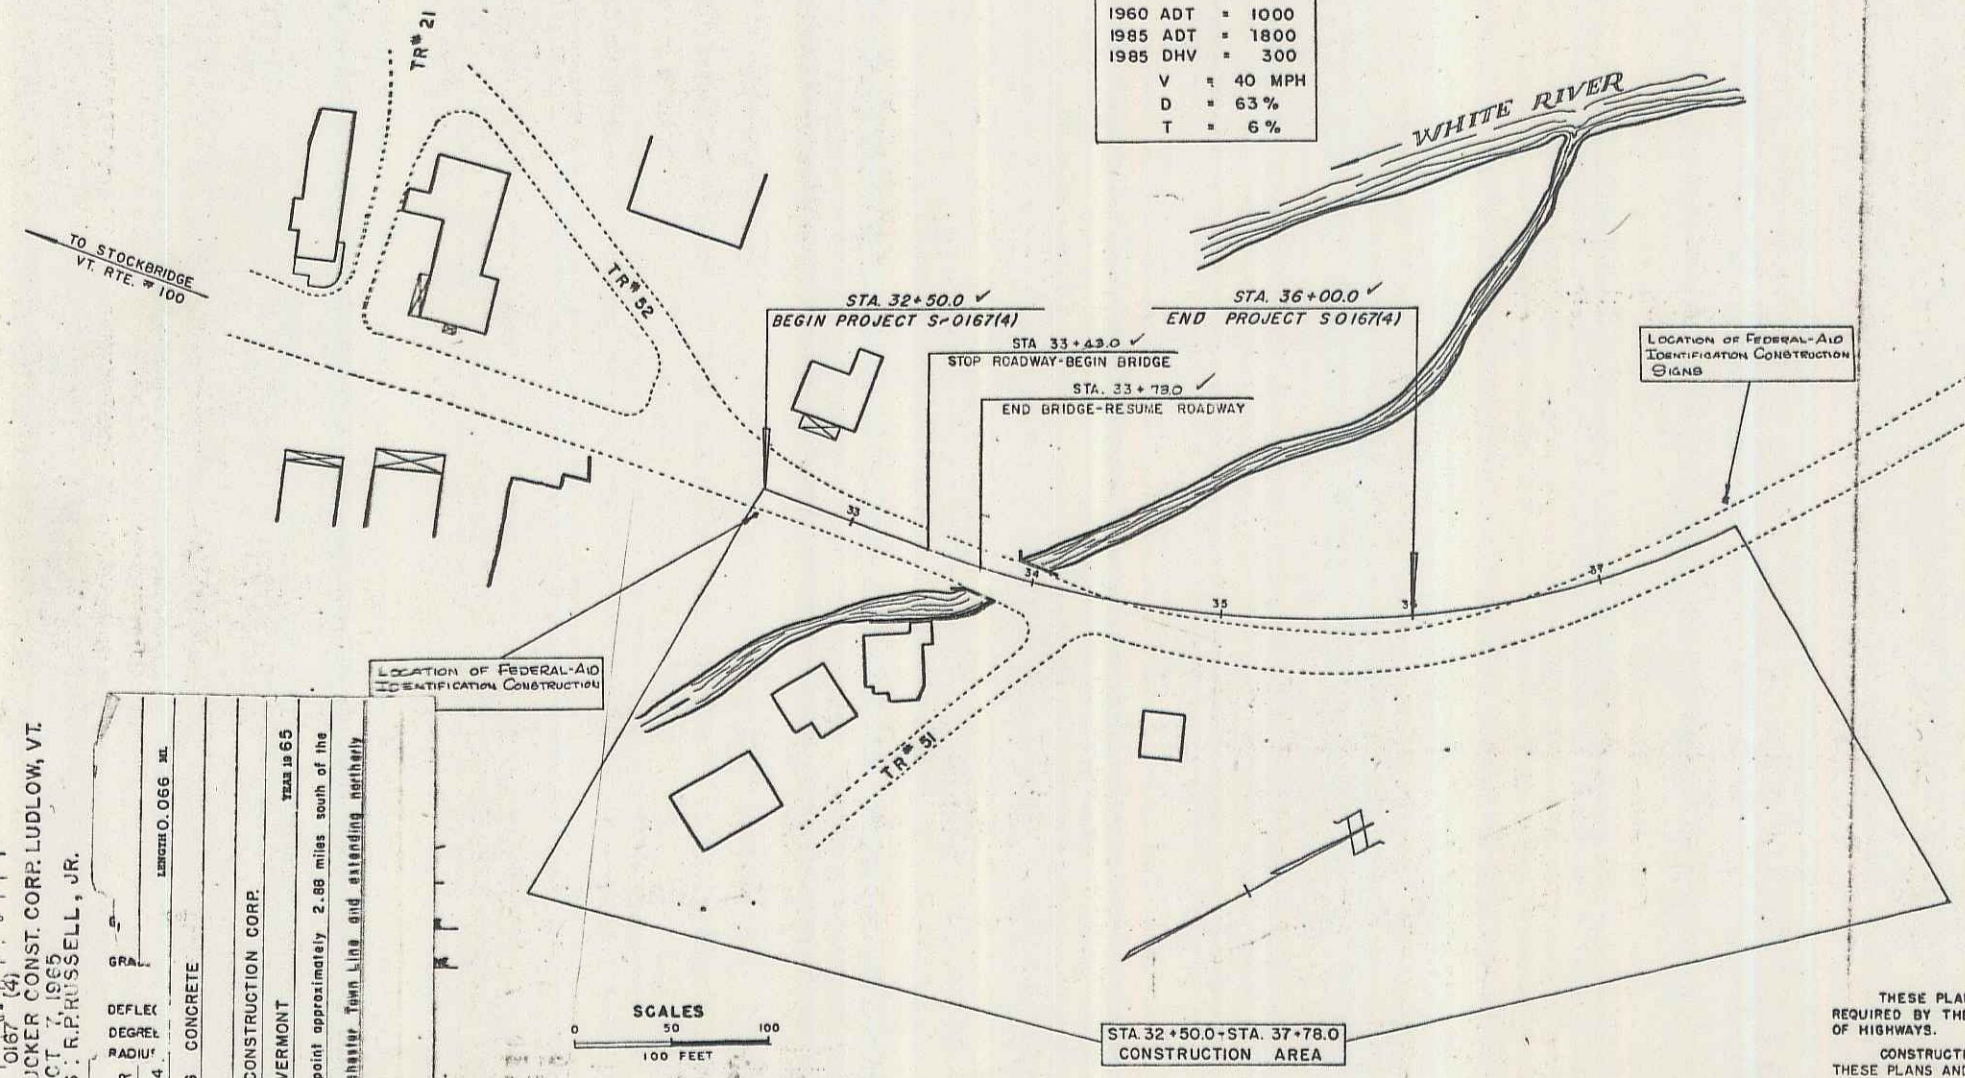 TR# 21
1960 ADT = 1000
1985 ADT = 1800
1985 DHV = 300
V = 40 MPH
D = 63 %
T = 6 %
WHITE RIVER
TO STOCKBRIDGE
VT. RTE. # 100
TR# 52
STA. 32+50.0 ✓
BEGIN PROJECT S-0167(4)
STA. 36+00.0 ✓
END PROJECT S 0167(4)
STA 33+43.0 ✓
STOP ROADWAY-BEGIN BRIDGE
STA. 33+73.0 ✓
END BRIDGE-RESUME ROADWAY
LOCATION OF FEDERAL-AID
IDENTIFICATION CONSTRUCTION
SIGNS
33
34
35
37
LOCATION OF FEDERAL-AID
IDENTIFICATION CONSTRUCTION
TR# 51
0167 (4)
CONST. CORP. LUDLOW, VT.
7, 1965
R.P. RUSSELL, JR.
LENGTH 0.066 MI.
CONCRETE
CONSTRUCTION CORP.
VERMONT
YEAR 1965
point approximately 2.88 miles south of the
Town Line and extending northerly
DEFLEC
DEGREE
RADIUS
SCALES
0 50 100
100 FEET
STA. 32+50.0-STA. 37+78.0
CONSTRUCTION AREA
THESE PLA
REQUIRED BY THE
OF HIGHWAYS.
CONSTRUCTI
THESE PLANS AND